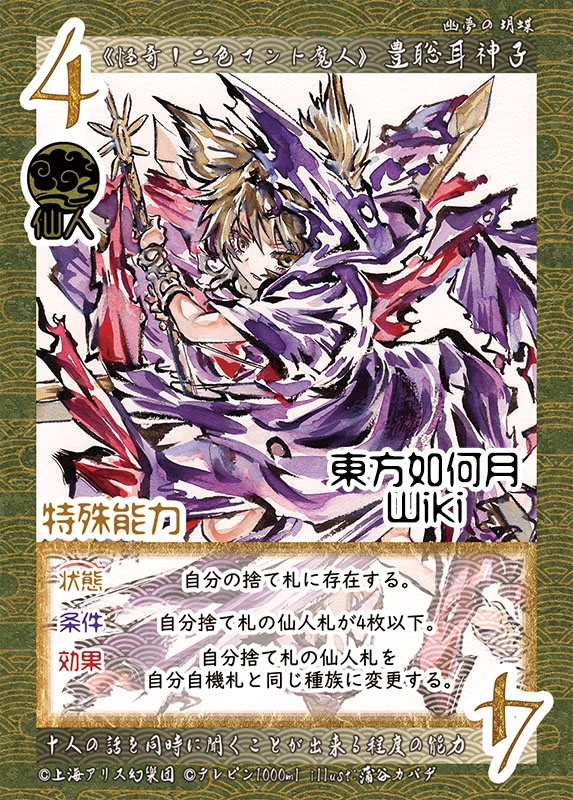 幽夢の胡蝶
4
《怪奇!二色マント魔人》 豊聡耳神子
仙人
東方如何月
Wiki
特殊能力
状態 自分の捨て札に存在する。
条件 自分捨て札の仙人札が4枚以下。
効果 自分捨て札の仙人札を
自分自機札と同じ種族に変更する。
4
十人の話を同時に聞くことが出来る程度の能力
©上海アリス幻樂団 ©テレピン1000ml illust:蒲谷カバヂ